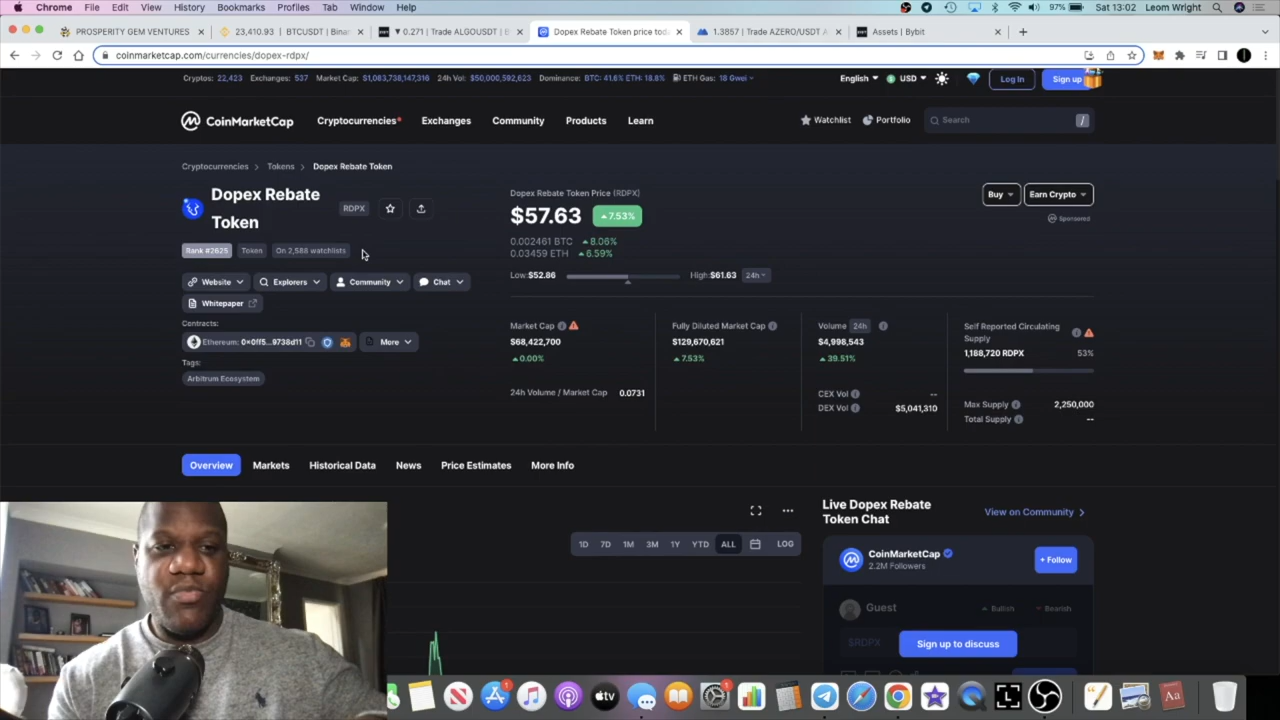 Chrome File Edit View History Bookmarks Profiles Tab Window Help 97% Sat 13:02 Leom Wright
PROSPERITY GEM VENTURES 23,410.93 | BTCUSDT | Binan 0.271 | Trade ALGOUSDT | B Dopex Rebate Token price tod 1.3857 | Trade AZERO/USDT A Assets | Bybit
coinmarketcap.com/currencies/dopex-rdpx/
Cryptos: 22,423 Exchanges: 537 Market Cap: $1,083,738,147,316 24h Vol: $50,000,592,623 Dominance: BTC: 41.6% ETH: 18.8% ETH Gas: 18 Gwei English USD Log In Sign up
CoinMarketCap Cryptocurrencies Exchanges Community Products Learn Watchlist Portfolio Search /
Cryptocurrencies > Tokens > Dopex Rebate Token
Dopex Rebate
Token
RDPX
Rank #2625 Token On 2,588 watchlists
Website Explorers Community Chat
Whitepaper
Contracts:
Ethereum: 0x0ff5...9738d11 More
Tags:
Arbitrum Ecosystem
Dopex Rebate Token Price (RDPX)
$57.63 7.53%
0.002461 BTC 8.06%
0.03459 ETH 6.59%
Low: $52.86 High: $61.63 24h
Buy Earn Crypto
Sponsored
Market Cap
$68,422,700
0.00%
24h Volume / Market Cap 0.0731
Fully Diluted Market Cap
$129,670,621
7.53%
Volume 24h
$4,998,543
39.51%
CEX Vol --
DEX Vol $5,041,310
Self Reported Circulating
Supply
1,188,720 RDPX 53%
Max Supply 2,250,000
Total Supply --
Overview Markets Historical Data News Price Estimates More Info
1D 7D 1M 3M 1Y YTD ALL LOG
Live Dopex Rebate
Token Chat
View on Community
CoinMarketCap
2.2M Followers
+ Follow
Guest Bullish Bearish
$RDPX
Sign up to discuss
tv
Aa